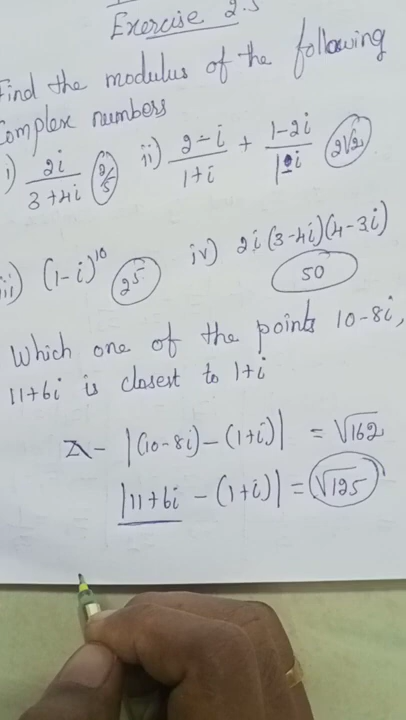 Exercise 2.5
Find the modulus of the following
Complex numbers
i) 2i / 3+4i (2/5) ii) 2-i / 1+i + 1-2i / 1-i (2√2)
iii) (1-i)^10 (25) iv) 2i(3-4i)(4-3i) (50)
Which one of the points 10-8i,
11+6i is closest to 1+i
|(10-8i)-(1+i)| = √162
|11+6i - (1+i)| = √125